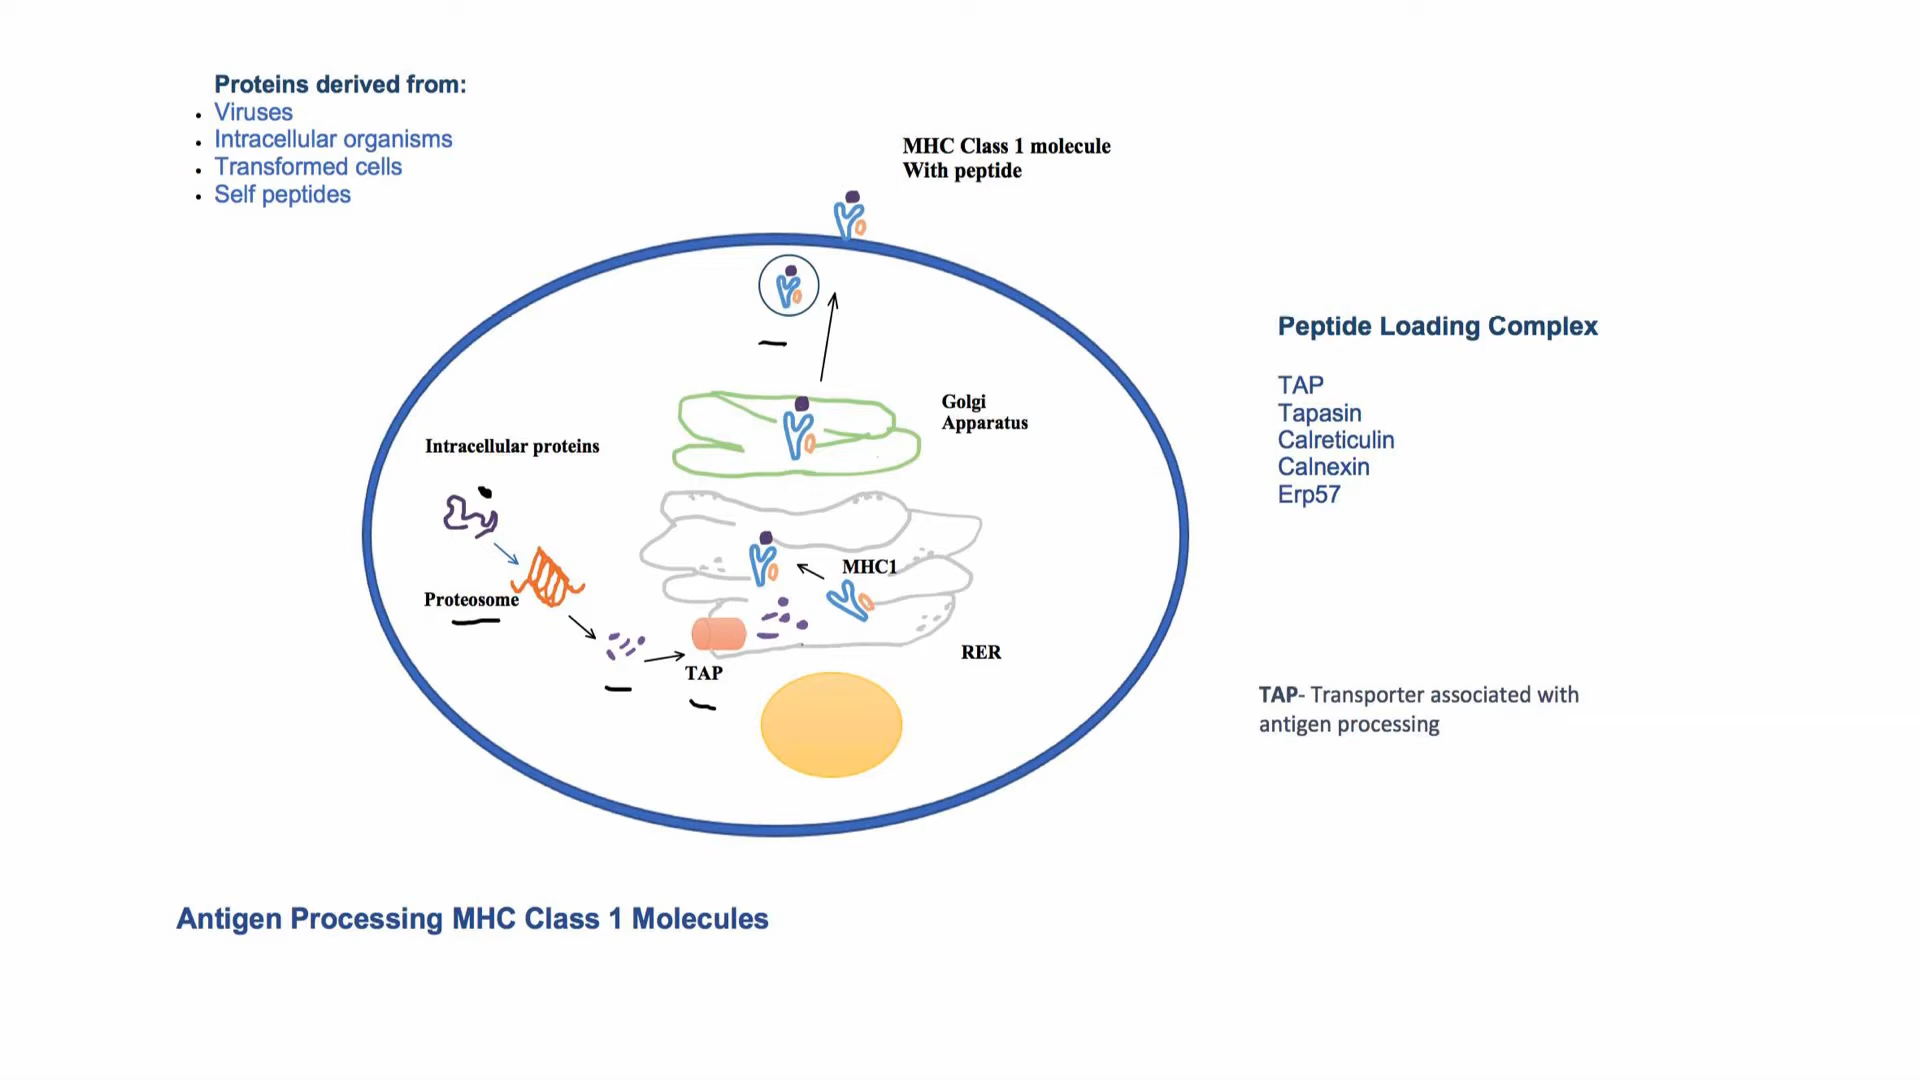 Proteins derived from:
Viruses
Intracellular organisms
Transformed cells
Self peptides
MHC Class 1 molecule
With peptide
Golgi
Apparatus
Intracellular proteins
Proteosome
MHC1
TAP
RER
Peptide Loading Complex
TAP
Tapasin
Calreticulin
Calnexin
Erp57
TAP- Transporter associated with
antigen processing
Antigen Processing MHC Class 1 Molecules